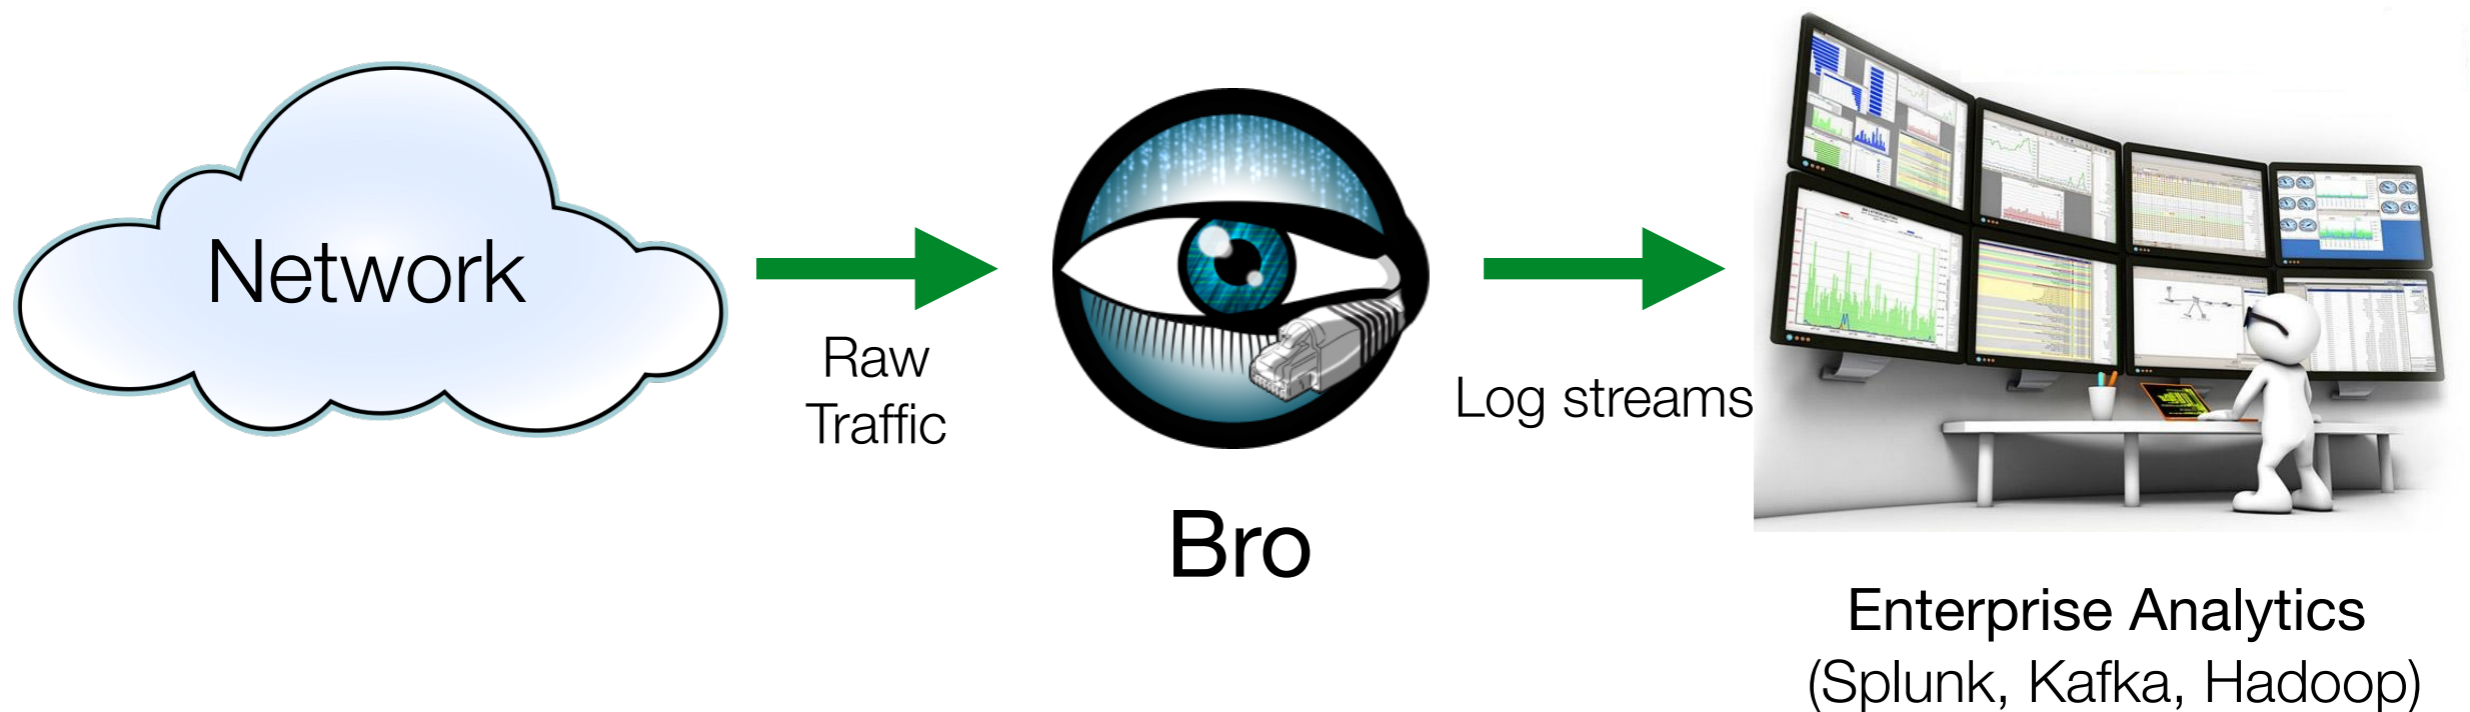 Network
Raw
Traffic
Bro
Log streams
Enterprise Analytics
(Splunk, Kafka, Hadoop)